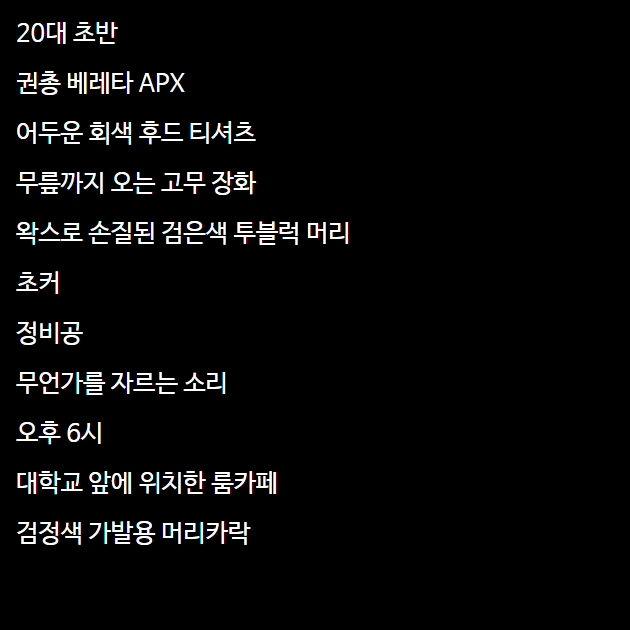 20대 초반
권총 베레타 APX
어두운 회색 후드 티셔츠
무릎까지 오는 고무 장화
왁스로 손질된 검은색 투블럭 머리
초커
정비공
무언가를 자르는 소리
오후 6시
대학교 앞에 위치한 룸카페
검정색 가발용 머리카락